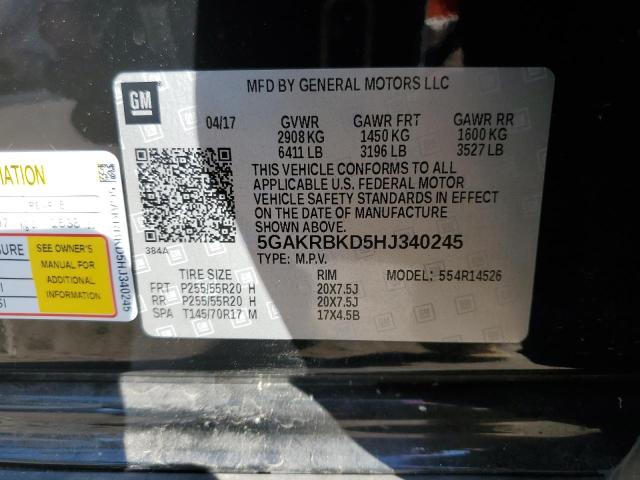 MFD BY GENERAL MOTORS LLC
GM
04/17 GVWR GAWR FRT GAWR RR
2908 KG 1450 KG 1600 KG
6411 LB 3196 LB 3527 LB
THIS VEHICLE CONFORMS TO ALL
APPLICABLE U.S. FEDERAL MOTOR
VEHICLE SAFETY STANDARDS IN EFFECT
ON THE DATE OF MANUFACTURE
SHOWN ABOVE.
384A
5GAKRBKD5HJ340245
TYPE: M.P.V.
TIRE SIZE RIM MODEL: 554R14526
FRT P255/55R20 H 20X7.5J
RR P255/55R20 H 20X7.5J
SPA T145/70R17 M 17X4.5B
SEE OWNER'S
MANUAL FOR
ADDITIONAL
INFORMATION
5GAKRBKD5HJ340245